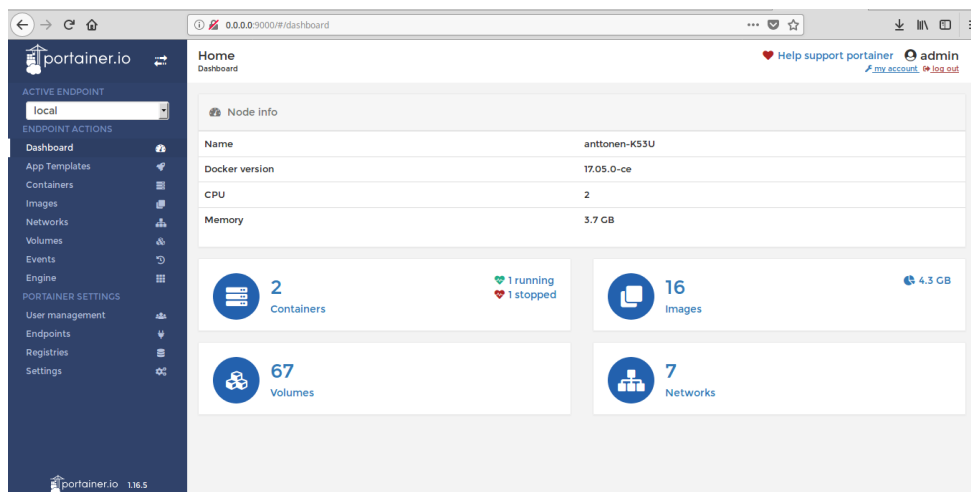 0.0.0.0:9000/#/dashboard
portainer.io
Home
Dashboard
Help support portainer admin
my account log out
ACTIVE ENDPOINT
local
ENDPOINT ACTIONS
Dashboard
App Templates
Containers
Images
Networks
Volumes
Events
Engine
PORTAINER SETTINGS
User management
Endpoints
Registries
Settings
portainer.io 1.16.5
Node info
Name anttonen-K53U
Docker version 17.05.0-ce
CPU 2
Memory 3.7 GB
2
Containers
1 running
1 stopped
16
Images
4.3 GB
67
Volumes
7
Networks